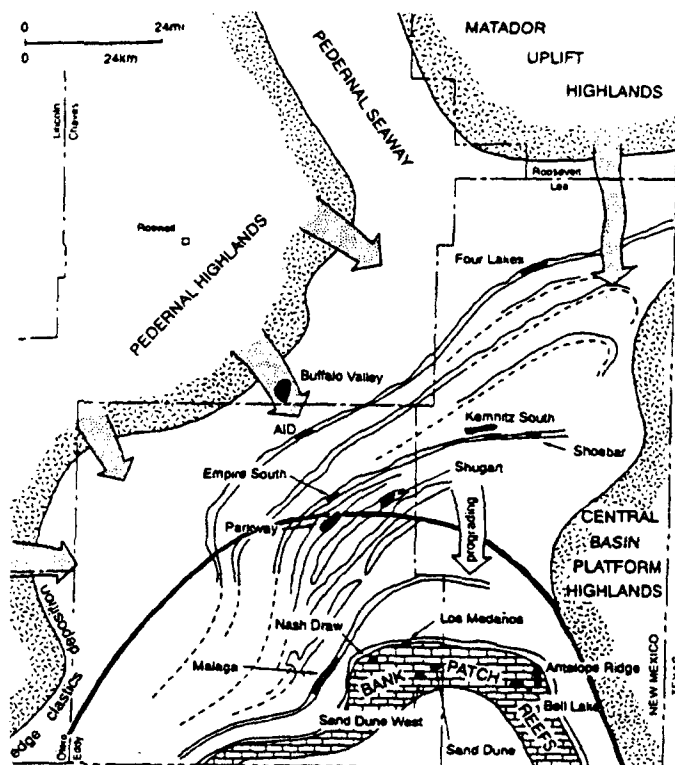 0 24mi
0 24km
MATADOR
UPLIFT
HIGHLANDS
PEDERNAL SEAWAY
Lincoln
Chaves
Roosevelt
Lea
Roswell
PEDERNAL HIGHLANDS
Four Lakes
Buffalo Valley
AID
Kemnitz South
Shoebar
Empire South
Shugart
Parkway
prograding
CENTRAL
BASIN
PLATFORM
HIGHLANDS
Nash Draw
Los Medaños
Malaga
BANK
PATCH
REEFS
Antelope Ridge
Bell Lake
Sand Dune West
Sand Dune
edge clastics deposition
Otero
Eddy
NEW MEXICO